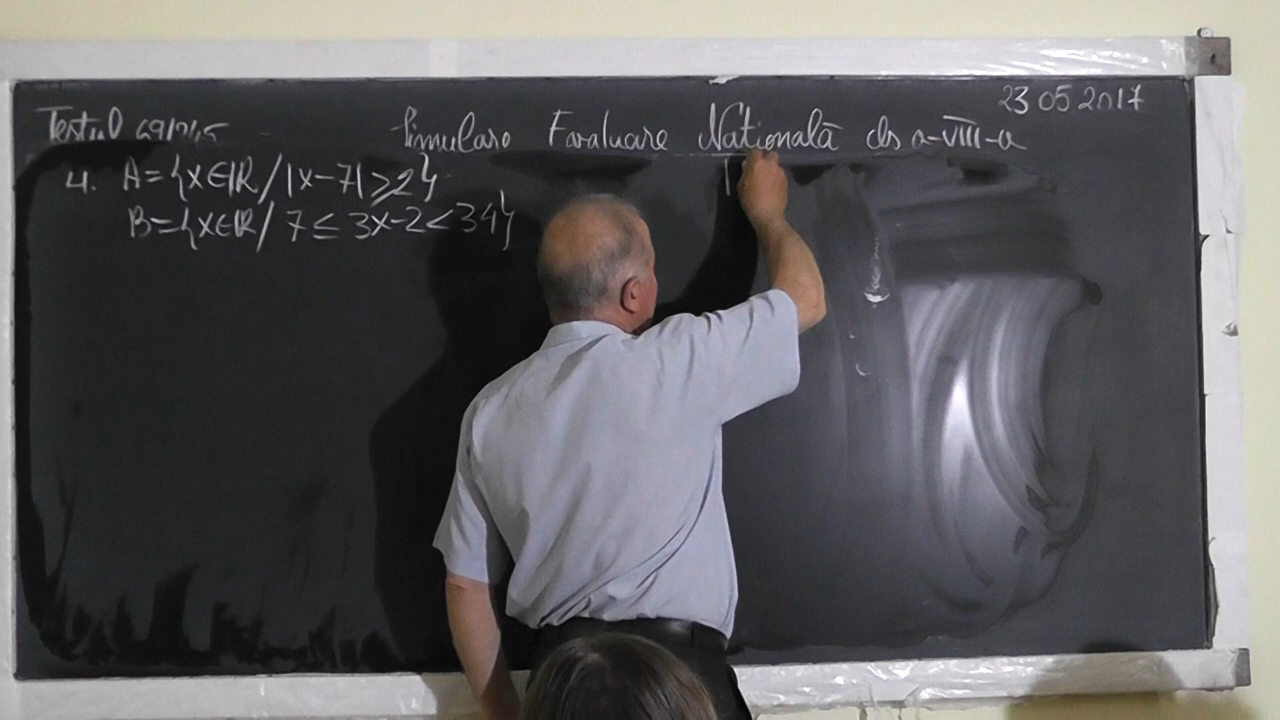 23 05 2017
Testul 69/245 Simulare Evaluare Națională cls a-VIII-a
4. A={x∈ℝ/|x-7|≥2}
B={x∈ℝ/ 7≤3x-2<34}
T